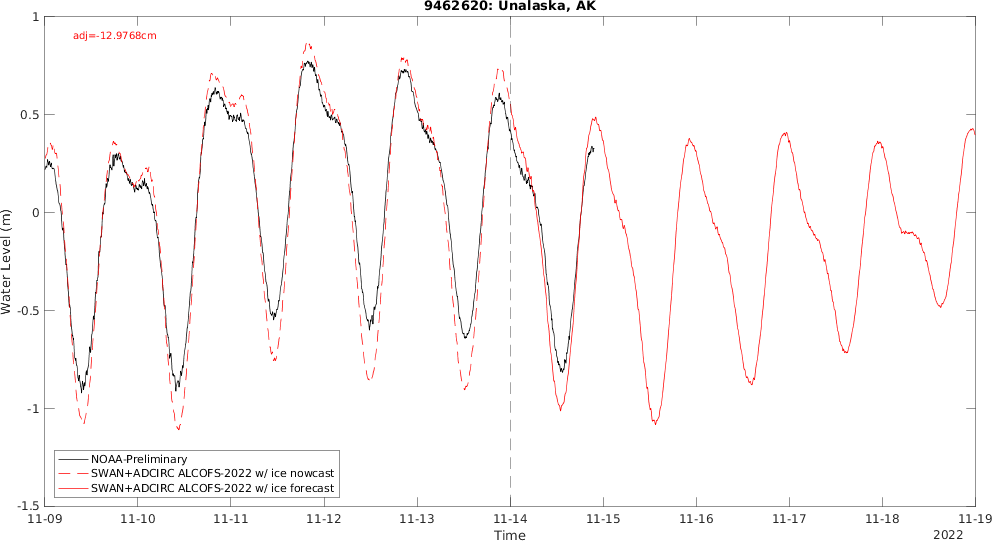 9462620: Unalaska, AK
adj=-12.9768cm
Water Level (m)
1
0.5
0
-0.5
-1
-1.5
NOAA-Preliminary
SWAN+ADCIRC ALCOFS-2022 w/ ice nowcast
SWAN+ADCIRC ALCOFS-2022 w/ ice forecast
11-09 11-10 11-11 11-12 11-13 11-14 11-15 11-16 11-17 11-18 11-19
Time
2022